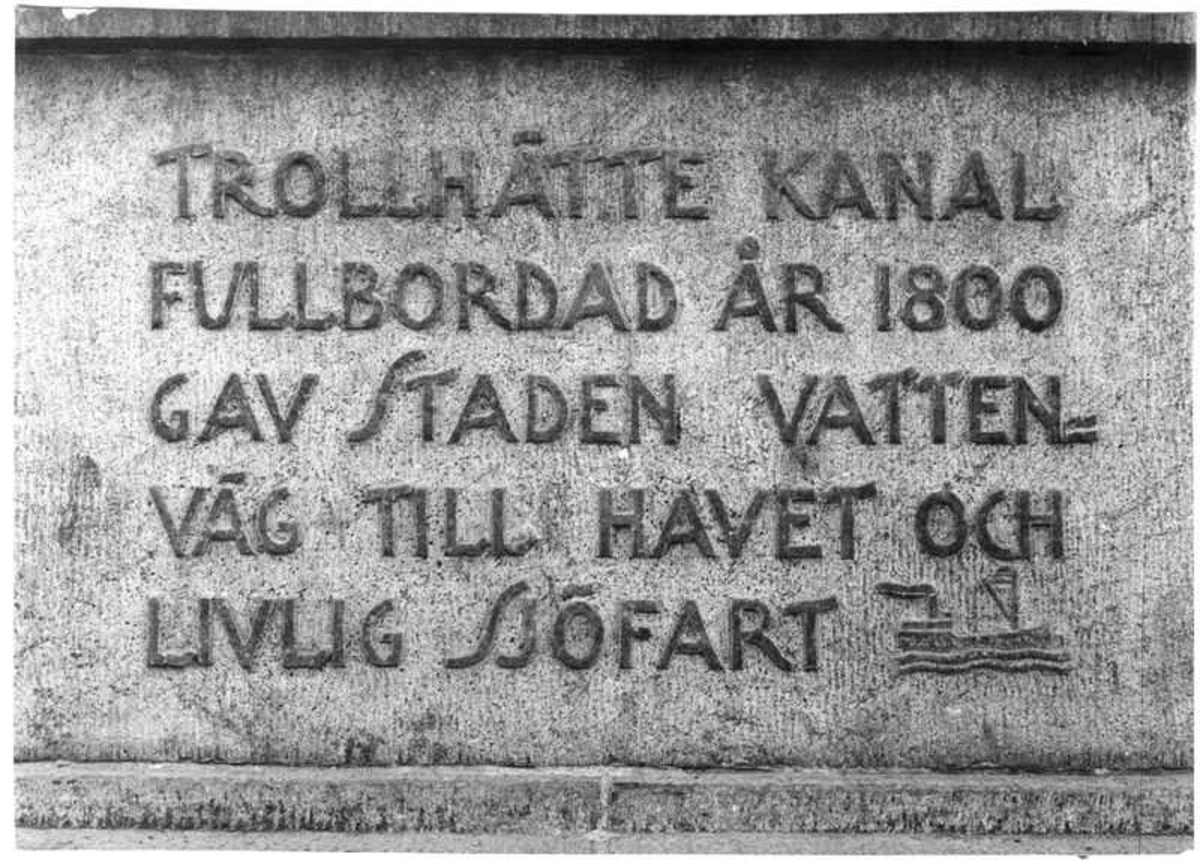 TROLLHÄTTE KANAL
FULLBORDAD ÅR 1800
GAV STADEN VATTEN=
VÄG TILL HAVET OCH
LIVLIG SJÖFART